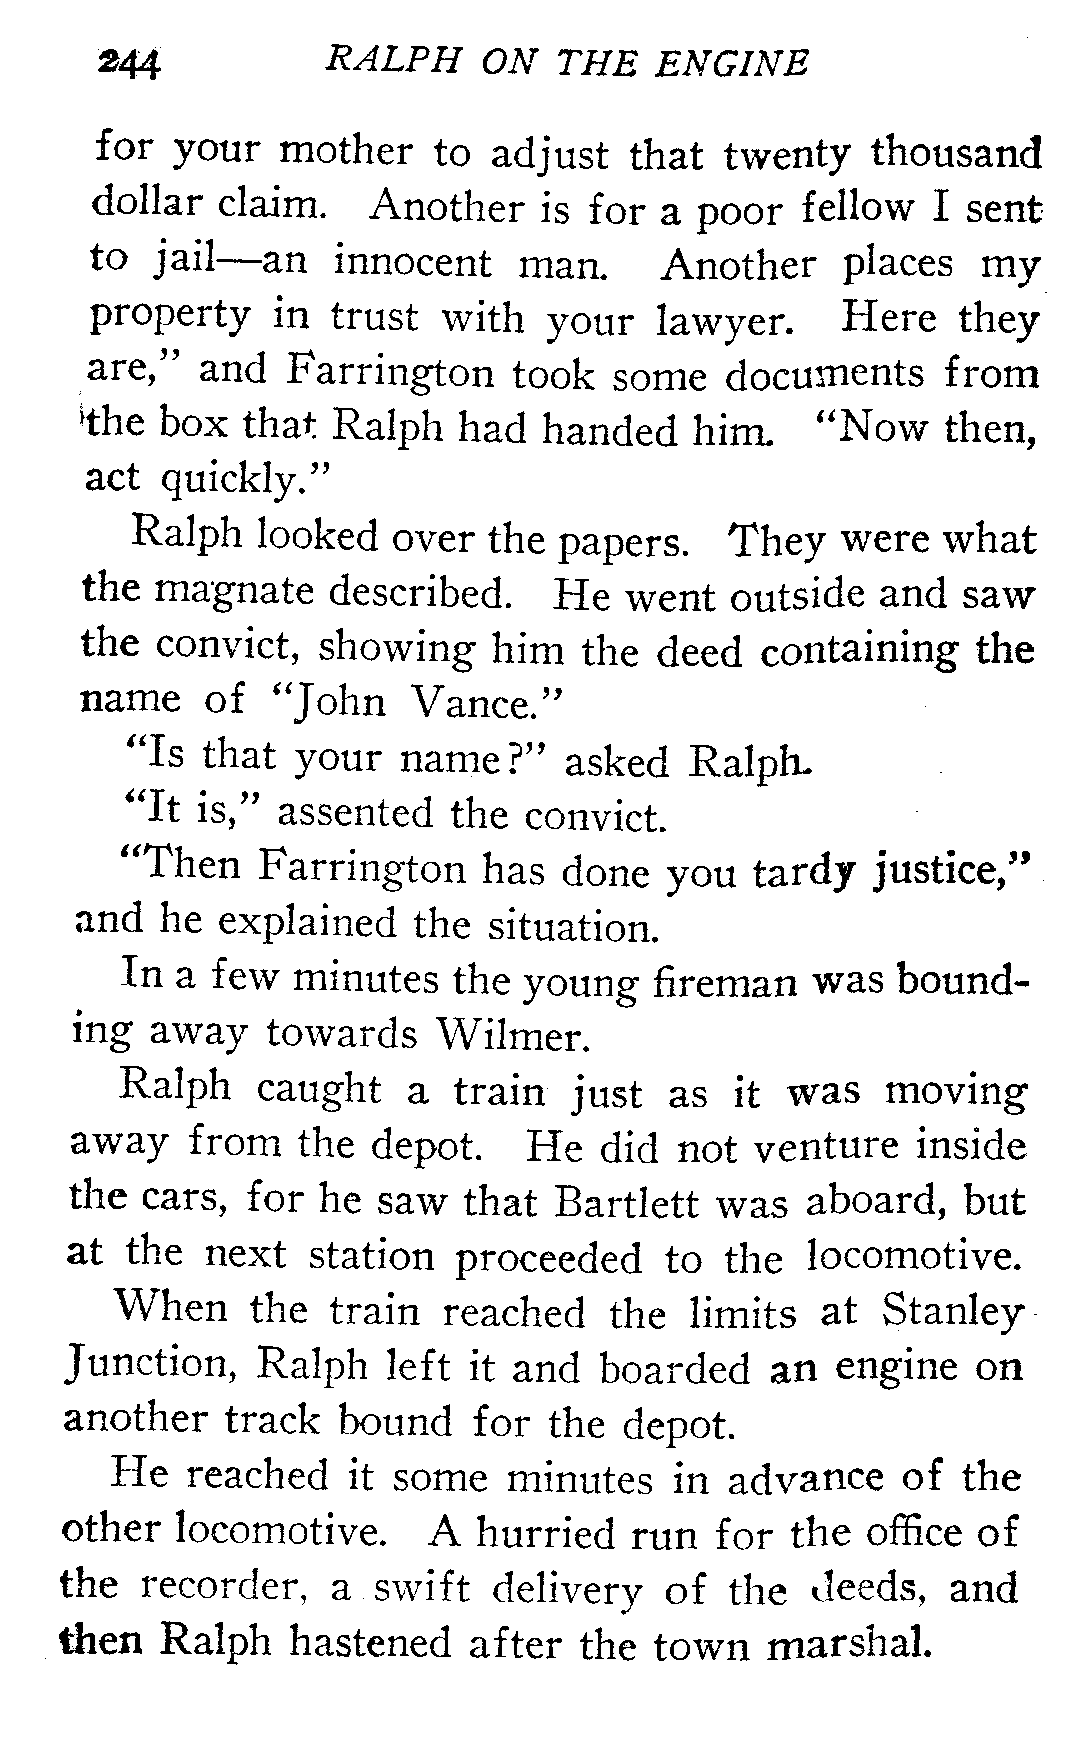 244 RALPH ON THE ENGINE
for your mother to adjust that twenty thousand
dollar claim. Another is for a poor fellow I sent
to jail—an innocent man. Another places my
property in trust with your lawyer. Here they
are," and Farrington took some documents from
the box that Ralph had handed him. "Now then,
act quickly."
Ralph looked over the papers. They were what
the magnate described. He went outside and saw
the convict, showing him the deed containing the
name of "John Vance."
"Is that your name?" asked Ralph.
"It is," assented the convict.
"Then Farrington has done you tardy justice,"
and he explained the situation.
In a few minutes the young fireman was bound-
ing away towards Wilmer.
Ralph caught a train just as it was moving
away from the depot. He did not venture inside
the cars, for he saw that Bartlett was aboard, but
at the next station proceeded to the locomotive.
When the train reached the limits at Stanley
Junction, Ralph left it and boarded an engine on
another track bound for the depot.
He reached it some minutes in advance of the
other locomotive. A hurried run for the office of
the recorder, a swift delivery of the deeds, and
then Ralph hastened after the town marshal.